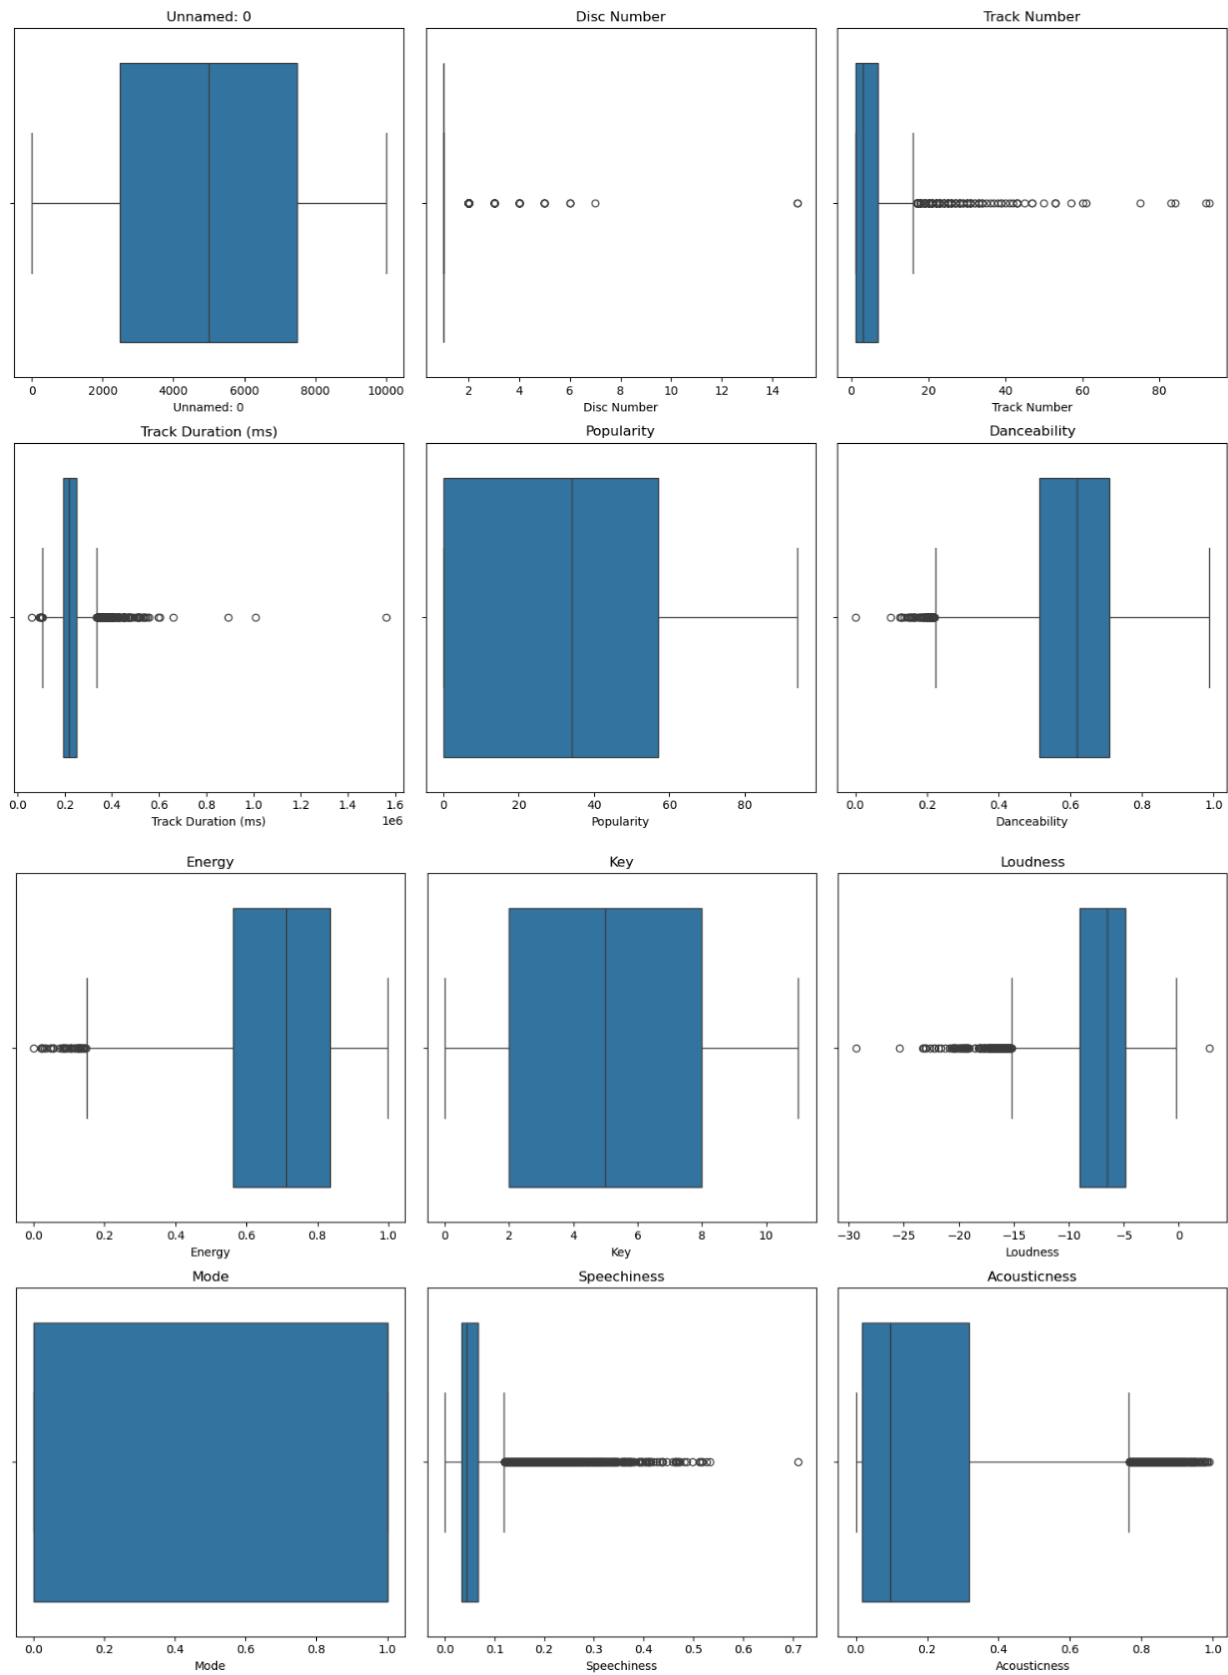 Unnamed: 0
Disc Number
Track Number
0 2000 4000 6000 8000 10000
2 4 6 8 10 12 14
0 20 40 60 80
Unnamed: 0
Disc Number
Track Number
Track Duration (ms)
Popularity
Danceability
0.0 0.2 0.4 0.6 0.8 1.0 1.2 1.4 1.6
0 20 40 60 80
0.0 0.2 0.4 0.6 0.8 1.0
Track Duration (ms)
1e6
Popularity
Danceability
Energy
Key
Loudness
0.0 0.2 0.4 0.6 0.8 1.0
0 2 4 6 8 10
−30 −25 −20 −15 −10 −5 0
Energy
Key
Loudness
Mode
Speechiness
Acousticness
0.0 0.2 0.4 0.6 0.8 1.0
0.0 0.1 0.2 0.3 0.4 0.5 0.6 0.7
0.0 0.2 0.4 0.6 0.8 1.0
Mode
Speechiness
Acousticness